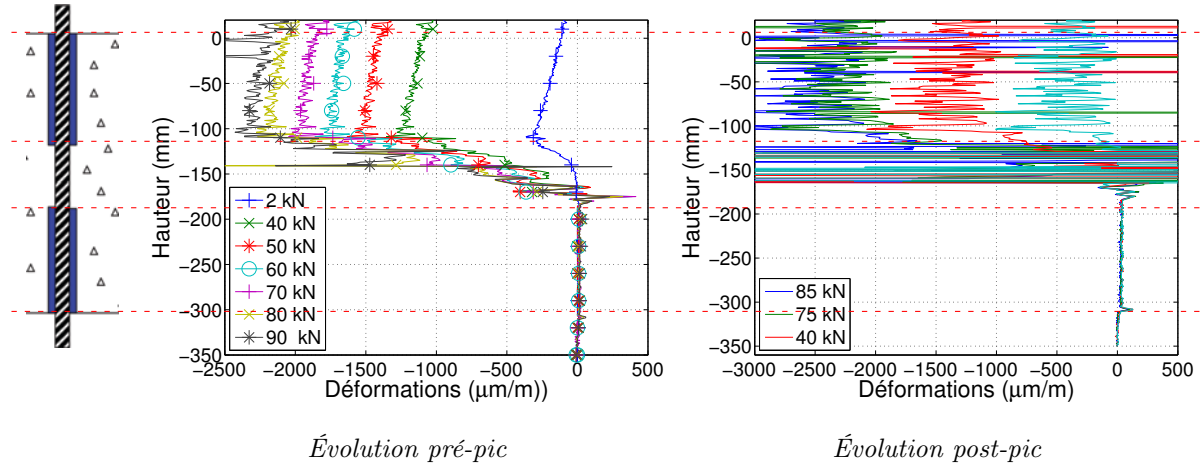 Hauteur (mm)
0
−50
−100
−150
−200
−250
−300
−350
2 kN
40 kN
50 kN
60 kN
70 kN
80 kN
90 kN
−2500 −2000 −1500 −1000 −500 0 500
Déformations (µm/m))
Évolution pré-pic
Hauteur (mm)
0
−50
−100
−150
−200
−250
−300
−350
85 kN
75 kN
40 kN
−3000 −2500 −2000 −1500 −1000 −500 0 500
Déformations (µm/m)
Évolution post-pic